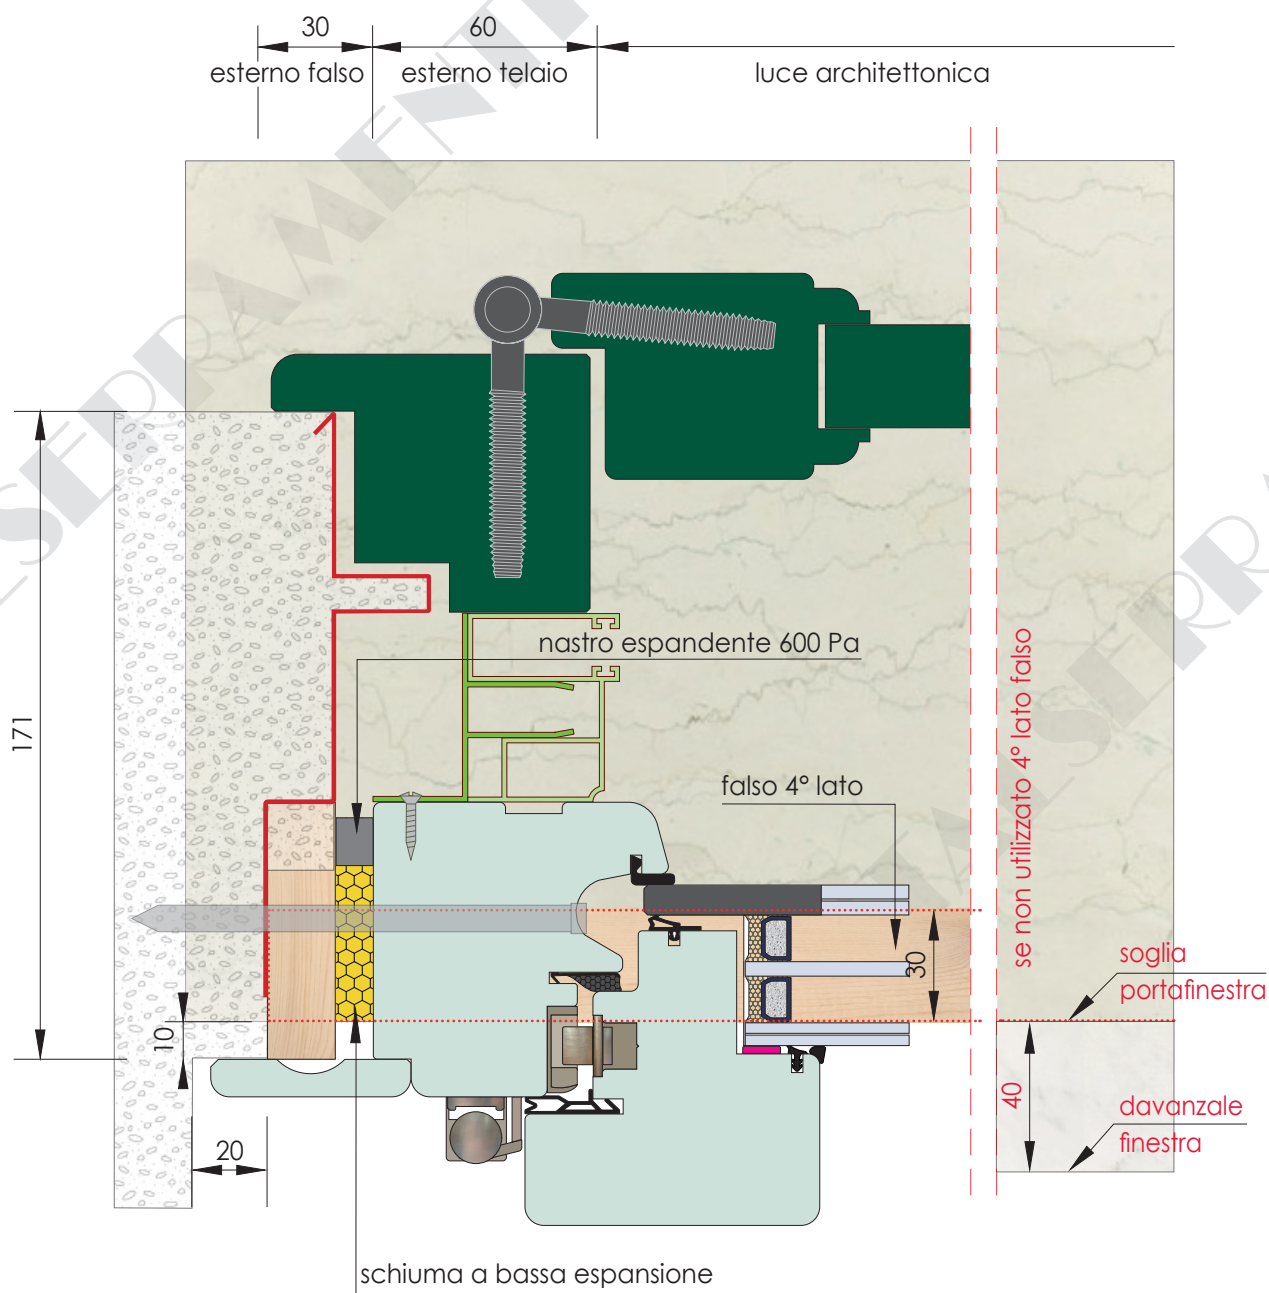 30
60
esterno falso
esterno telaio
luce architettonica
nastro espandente 600 Pa
171
falso 4° lato
se non utilizzato 4° lato falso
30
soglia
portafinestra
10
40
davanzale
finestra
20
schiuma a bassa espansione